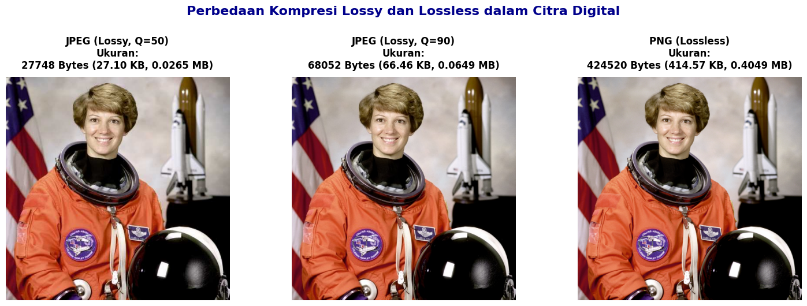 Perbedaan Kompresi Lossy dan Lossless dalam Citra Digital
JPEG (Lossy, Q=50)
Ukuran:
27748 Bytes (27.10 KB, 0.0265 MB)
JPEG (Lossy, Q=90)
Ukuran:
68052 Bytes (66.46 KB, 0.0649 MB)
PNG (Lossless)
Ukuran:
424520 Bytes (414.57 KB, 0.4049 MB)